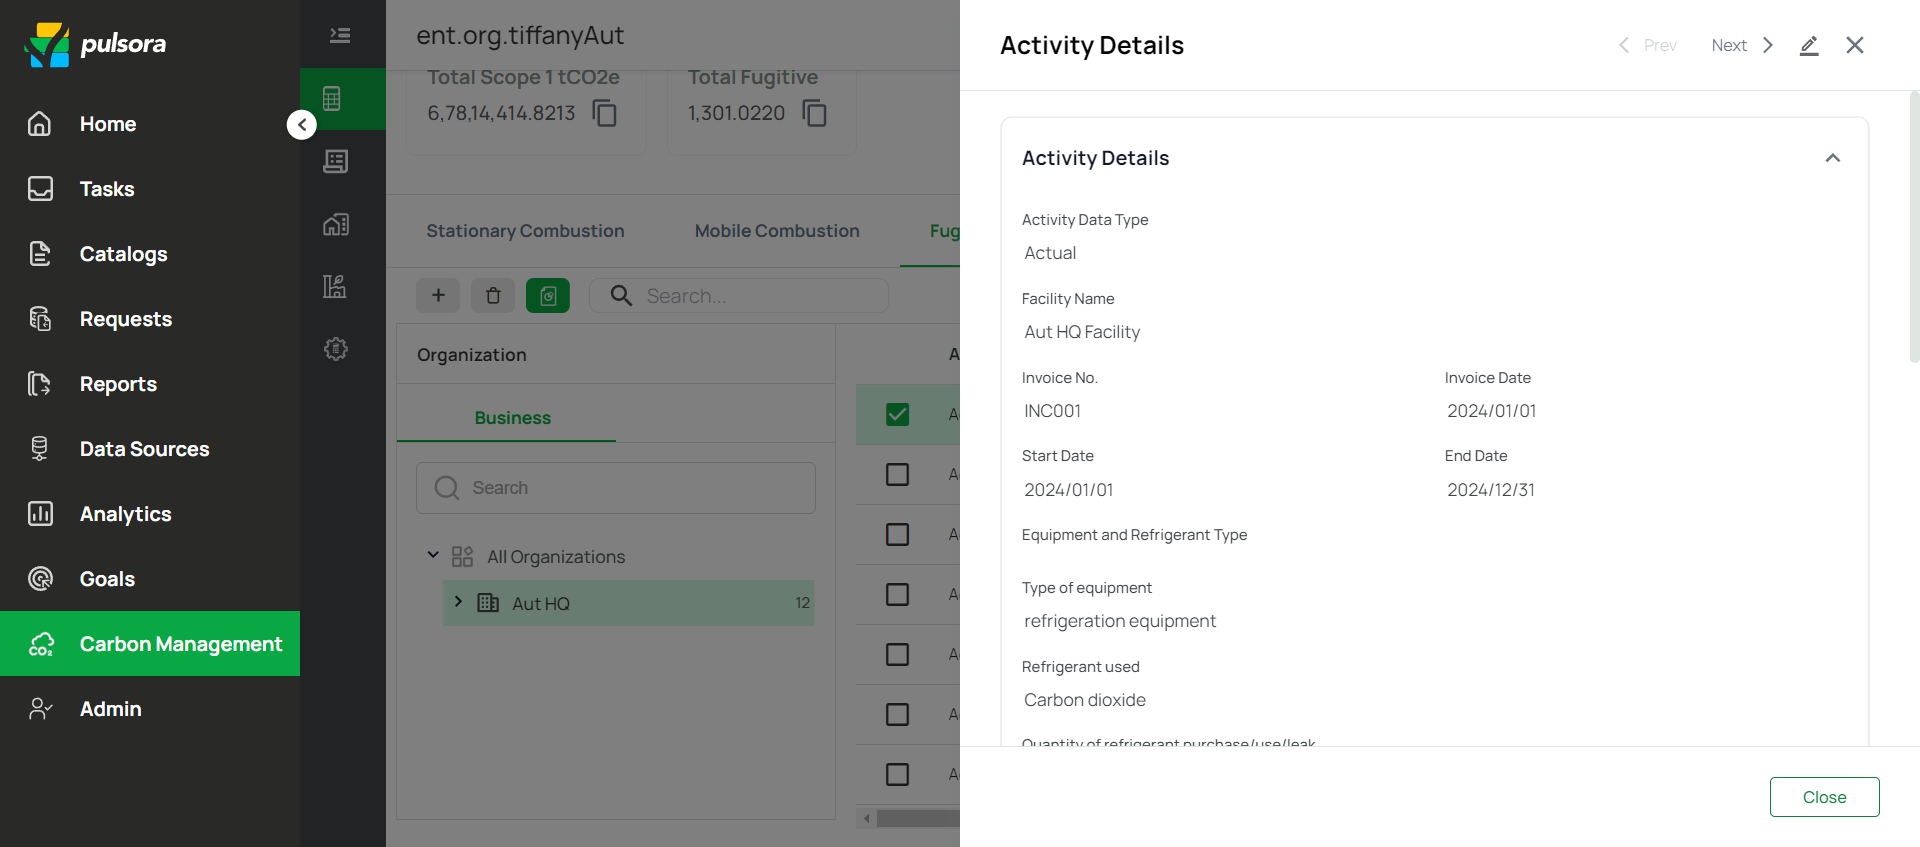 pulsora
Home
Tasks
Catalogs
Requests
Reports
Data Sources
Analytics
Goals
CO₂
Carbon Management
Admin
ent.org.tiffanyAut
Total Scope 1 tCO2e
6,78,14,414.8213
Total Fugitive
1,301.0220
Stationary Combustion
Mobile Combustion
Fug
Search...
Organization
Business
Search
All Organizations
Aut HQ
12
A
A
A
A
A
A
A
A
Activity Details
Prev
Next
Activity Details
Activity Data Type
Actual
Facility Name
Aut HQ Facility
Invoice No.
INC001
Invoice Date
2024/01/01
Start Date
2024/01/01
End Date
2024/12/31
Equipment and Refrigerant Type
Type of equipment
refrigeration equipment
Refrigerant used
Carbon dioxide
Quantity of refrigerant purchase/use/leak
Close